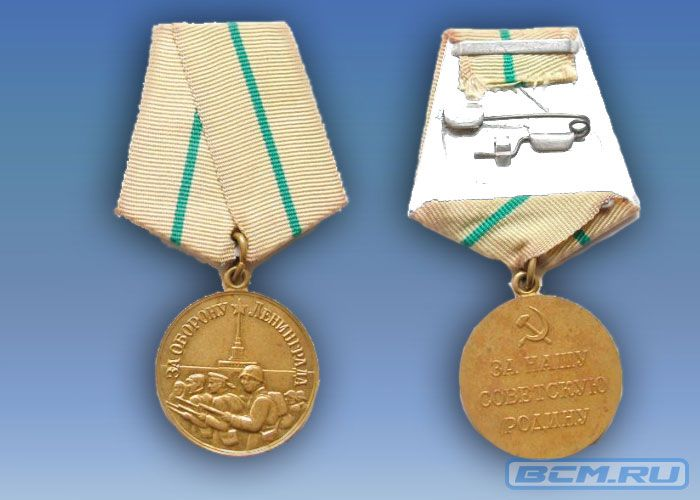 ЗА ОБОРОНУ ЛЕНИНГРАДА
ЗА НАШУ
СОВЕТСКУЮ
РОДИНУ
BCM.RU